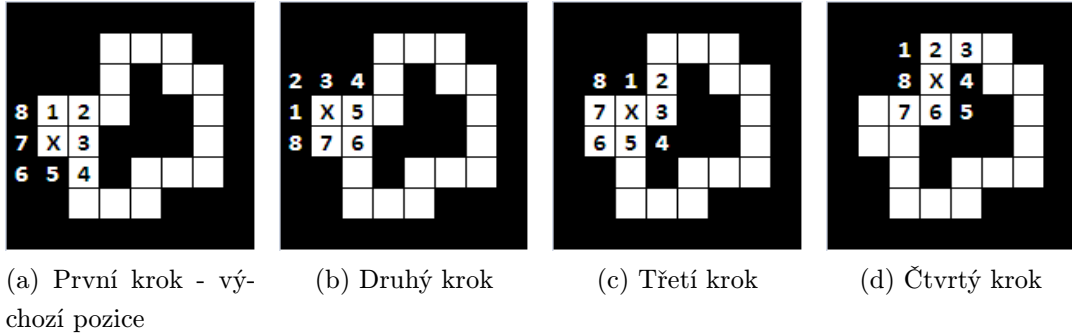 8 1 2
7 X 3
6 5 4
2 3 4
1 X 5
8 7 6
8 1 2
7 X 3
6 5 4
1 2 3
8 X 4
7 6 5
(a) První krok - vý-
chozí pozice
(b) Druhý krok
(c) Třetí krok
(d) Čtvrtý krok